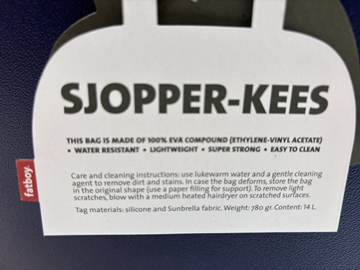 SJOPPER-KEES
THIS BAG IS MADE OF 100% EVA COMPOUND (ETHYLENE-VINYL ACETATE)
• WATER RESISTANT • LIGHTWEIGHT • SUPER STRONG • EASY TO CLEAN
Care and cleaning instructions: use lukewarm water and a gentle cleaning
agent to remove dirt and stains. In case the bag deforms, store the bag
in the original shape (use a paper filling for support). To remove light
scratches, blow with a medium heated hairdryer on scratched surfaces.
Tag materials: silicone and Sunbrella fabric. Weight: 780 gr. Content: 14 L.
fatboy.